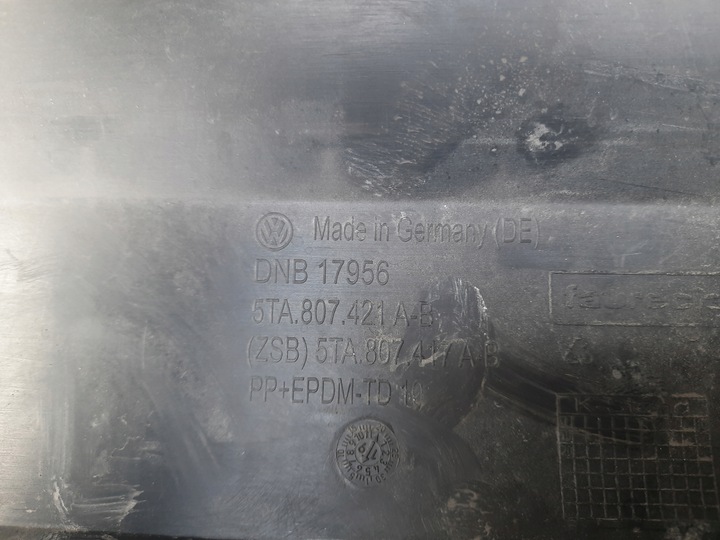 Made in Germany (DE)
DNB 17956
5TA.807.421 A-B
(ZSB) 5TA.807.417 A-B
PP+EPDM-TD 10